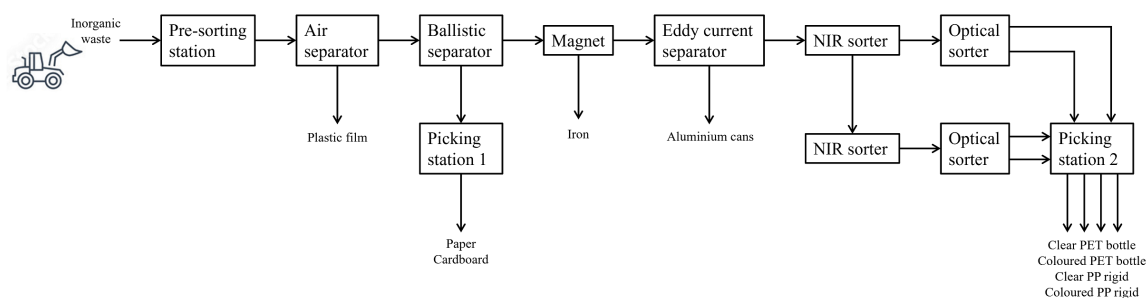 Inorganic
waste
Pre-sorting
station
Air
separator
Ballistic
separator
Magnet
Eddy current
separator
NIR sorter
Optical
sorter
Plastic film
Picking
station 1
Iron
Aluminium cans
NIR sorter
Optical
sorter
Picking
station 2
Paper
Cardboard
Clear PET bottle
Coloured PET bottle
Clear PP rigid
Coloured PP rigid